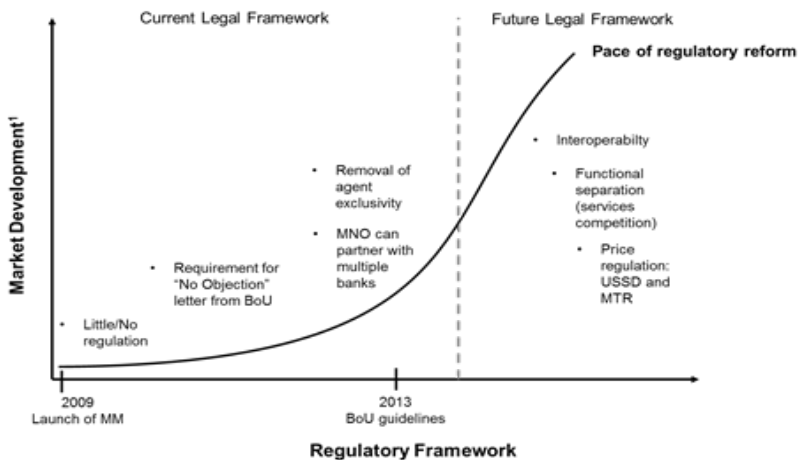 Current Legal Framework
Future Legal Framework
Pace of regulatory reform
Market Development1
• Interoperabilty
• Removal of
agent
exclusivity
• Functional
separation
(services
competition)
• MNO can
partner with
multiple
banks
• Price
regulation:
USSD and
MTR
• Requirement for
“No Objection”
letter from BoU
• Little/No
regulation
2009
Launch of MM
2013
BoU guidelines
Regulatory Framework